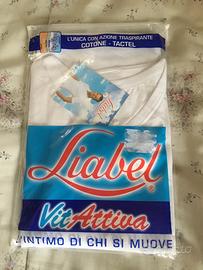 L'UNICA CON AZIONE TRASPIRANTE
COTONE - TACTEL
Liabel
®
VitAttiva
L'INTIMO DI CHI SI MUOVE